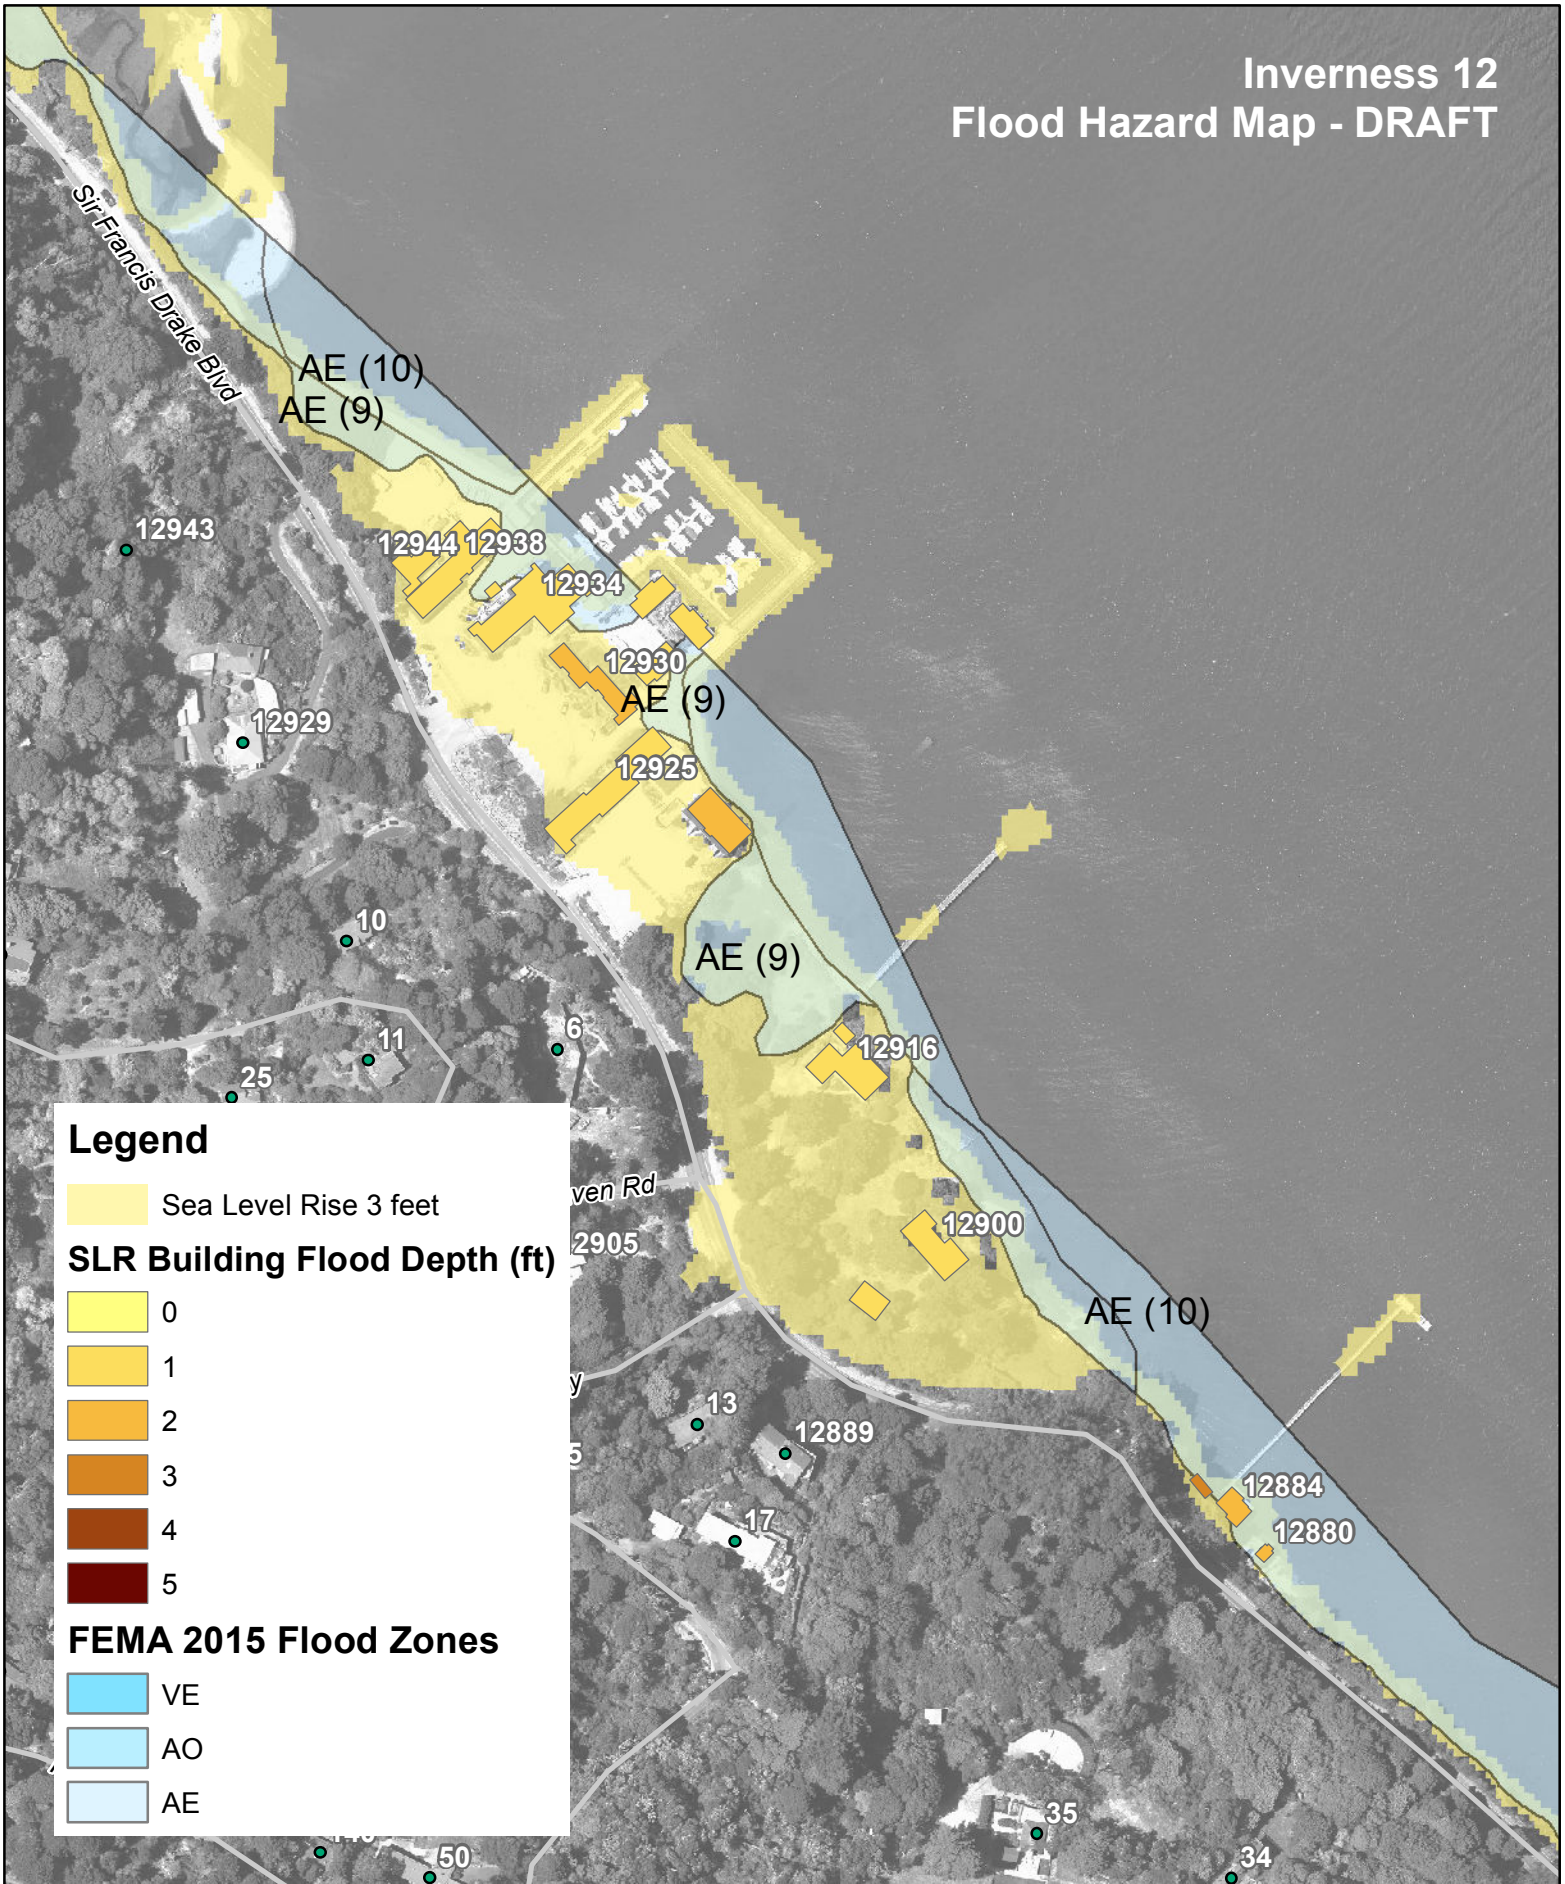 Inverness 12
Flood Hazard Map - DRAFT
Sir Francis Drake Blvd
AE (10)
AE (9)
12943
12944
12938
12934
12930
AE (9)
12929
12925
10
AE (9)
11
6
12916
25
ven Rd
2905
12900
AE (10)
y
13
12889
5
12884
17
12880
35
50
34
Legend
Sea Level Rise 3 feet
SLR Building Flood Depth (ft)
0
1
2
3
4
5
FEMA 2015 Flood Zones
VE
AO
AE